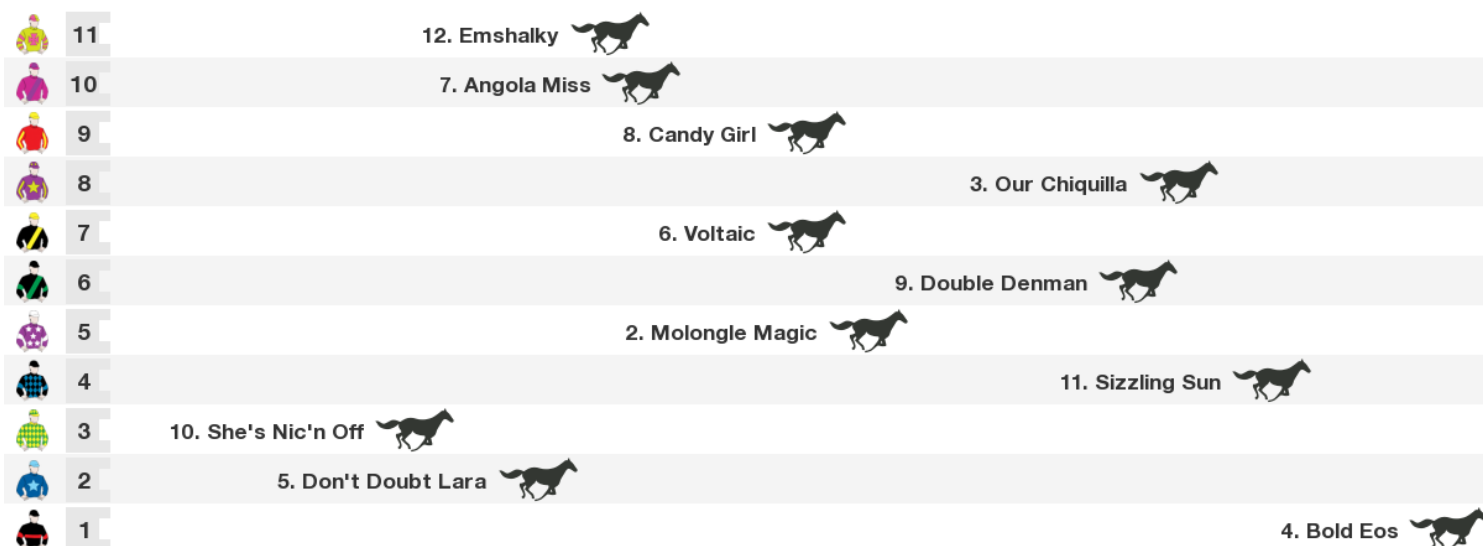 11 12. Emshalky
10 7. Angola Miss
9 8. Candy Girl
8 3. Our Chiquilla
7 6. Voltaic
6 9. Double Denman
5 2. Molongle Magic
4 11. Sizzling Sun
3 10. She's Nic'n Off
2 5. Don't Doubt Lara
1 4. Bold Eos